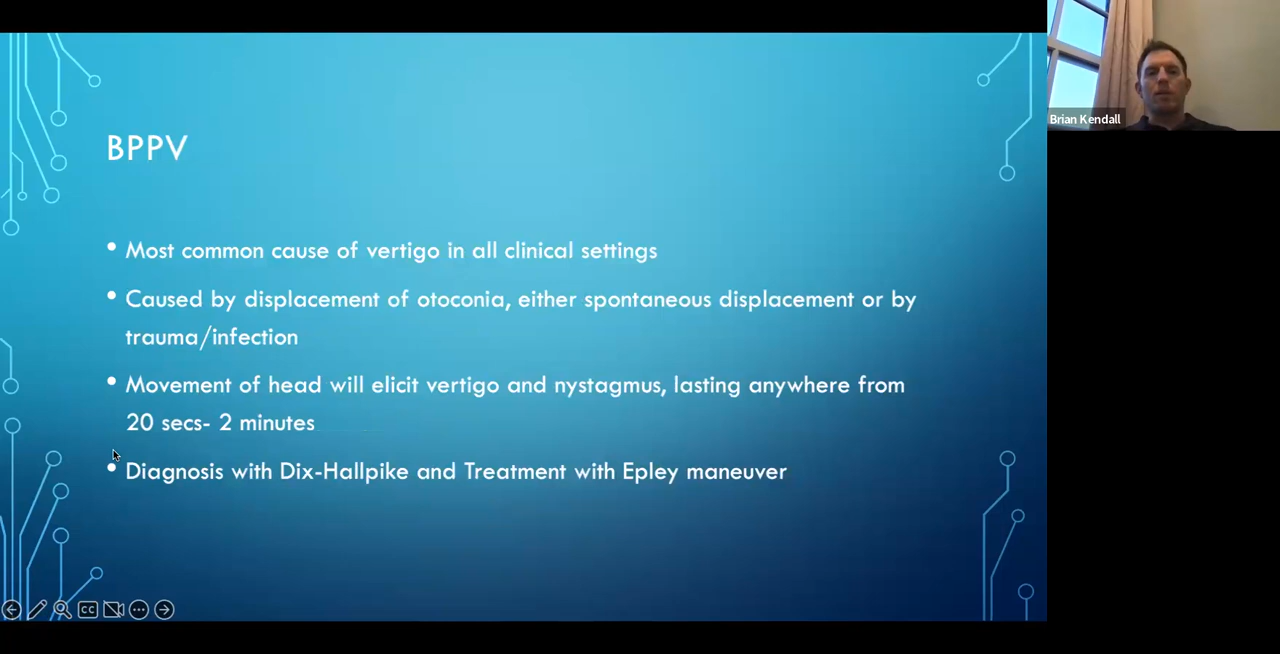 BPPV
• Most common cause of vertigo in all clinical settings
• Caused by displacement of otoconia, either spontaneous displacement or by
trauma/infection
• Movement of head will elicit vertigo and nystagmus, lasting anywhere from
20 secs- 2 minutes
• Diagnosis with Dix-Hallpike and Treatment with Epley maneuver
CC
Brian Kendall